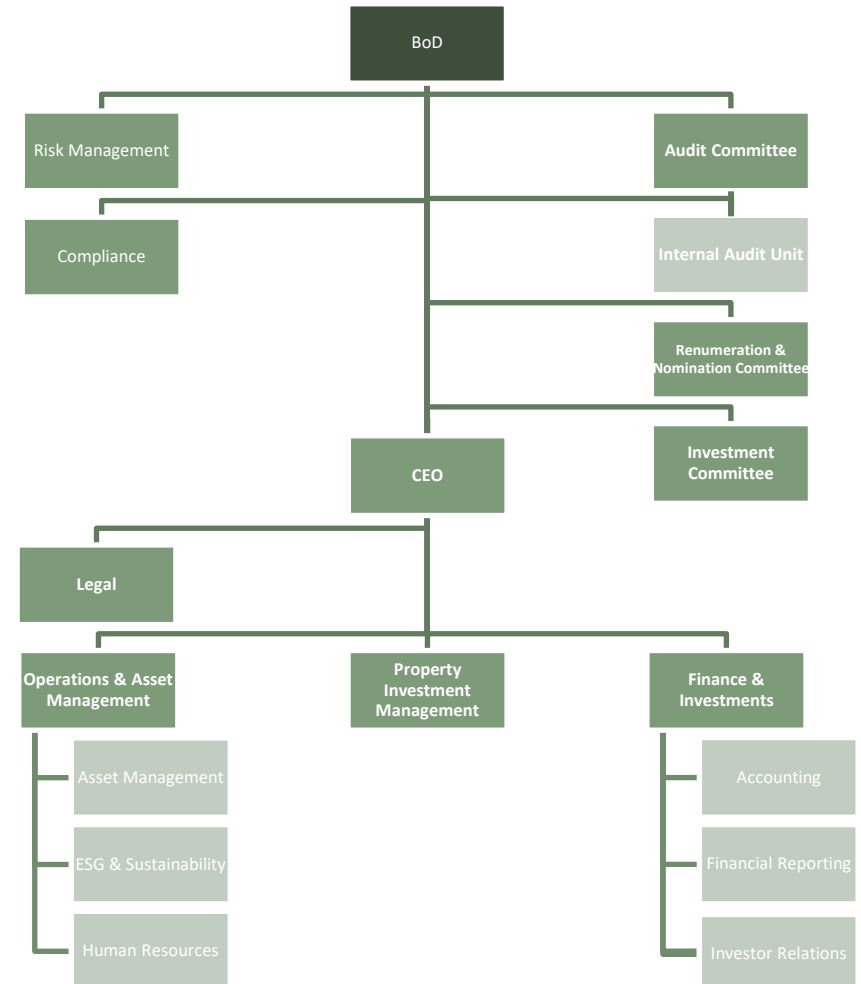 BoD
Risk Management
Audit Committee
Compliance
Internal Audit Unit
Renumeration &
Nomination Committee
Investment
Committee
CEO
Legal
Operations & Asset
Management
Property
Investment
Management
Finance &
Investments
Asset Management
Accounting
ESG & Sustainability
Financial Reporting
Human Resources
Investor Relations